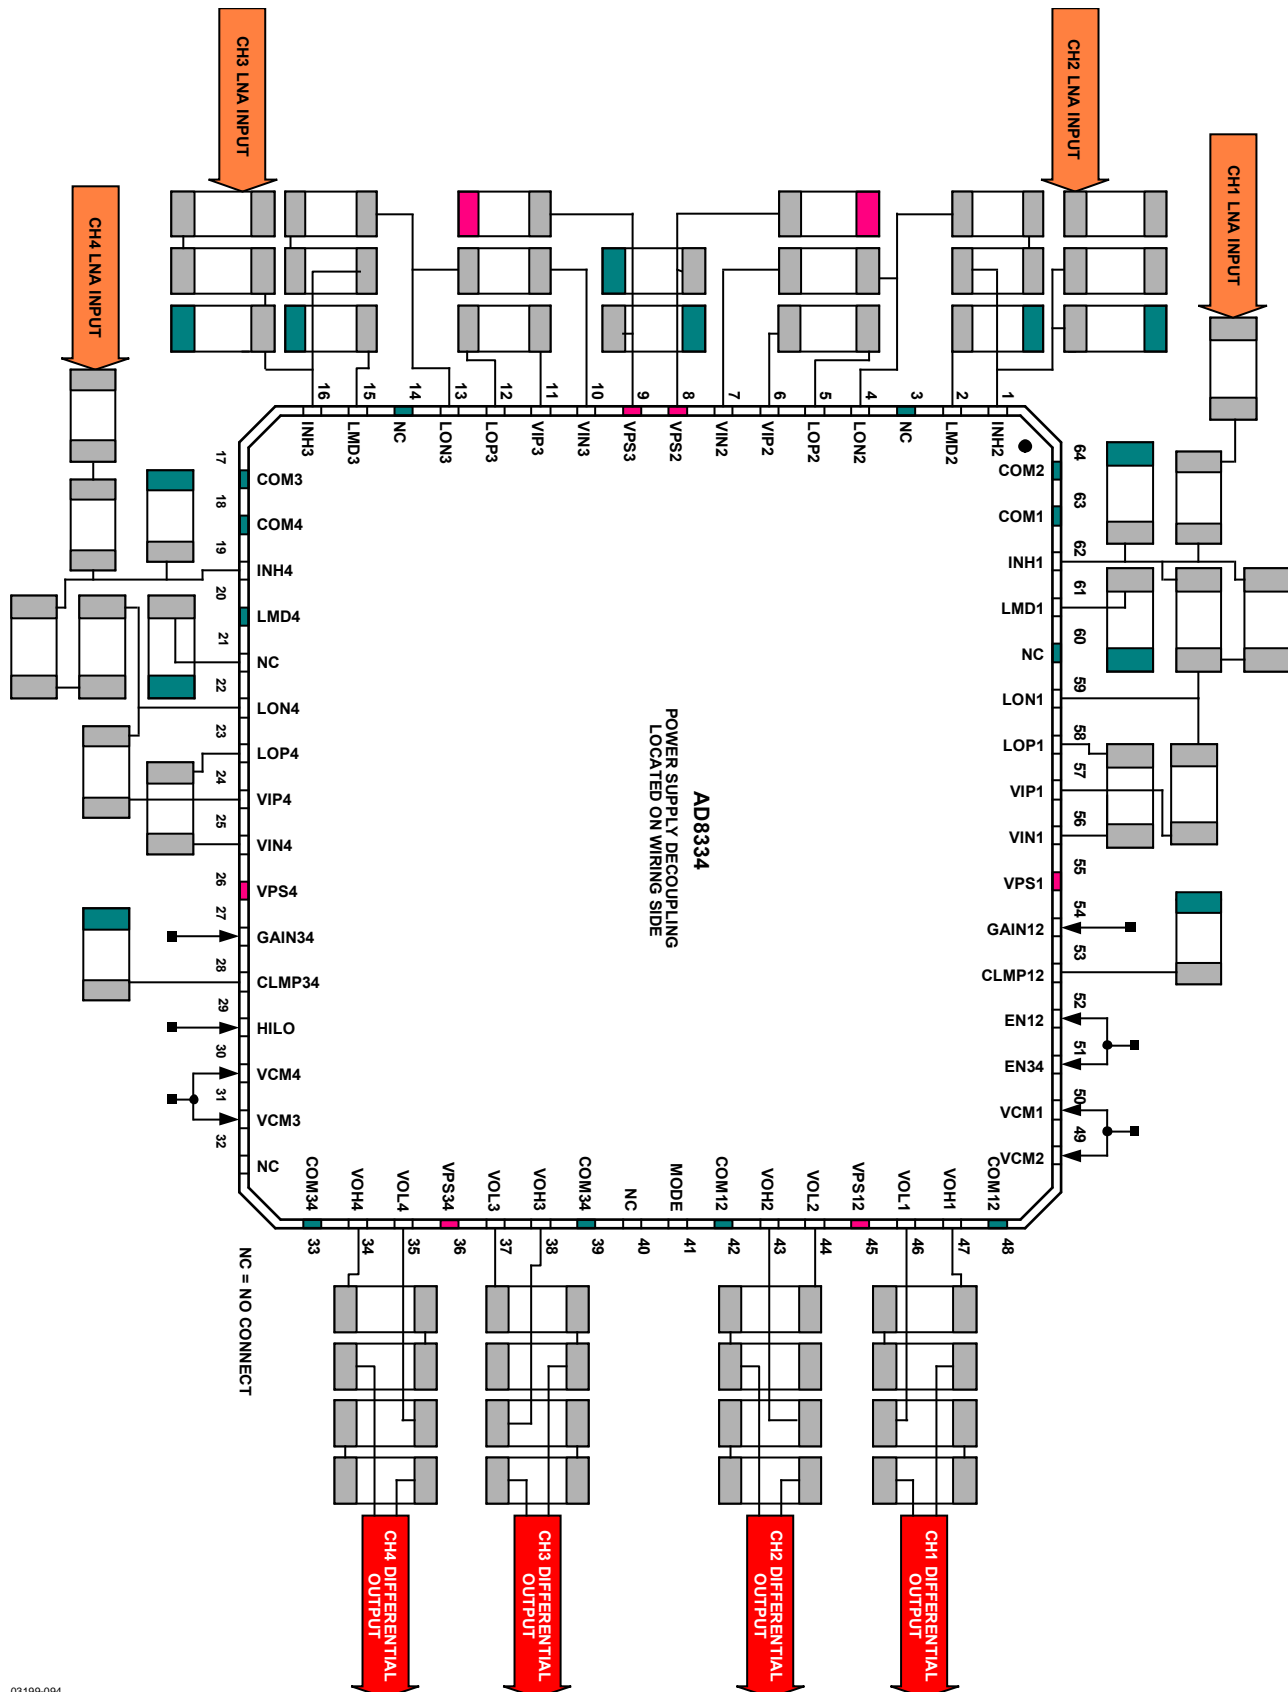 CH3 LNA INPUT
CH2 LNA INPUT
CH1 LNA INPUT
CH4 LNA INPUT
16
15
14
13
12
11
10
9
8
7
6
5
4
3
2
1
INH3
LMD3
NC
LON3
LOP3
VIP3
VIN3
VPS3
VPS2
VIN2
VIP2
LOP2
LON2
NC
LMD2
INH2
17
COM3
18
COM4
19
INH4
20
LMD4
21
NC
22
LON4
23
LOP4
24
VIP4
25
VIN4
26
VPS4
27
GAIN34
28
CLMP34
29
HILO
30
VCM4
31
VCM3
32
NC
64
COM2
63
COM1
62
INH1
61
LMD1
60
NC
59
LON1
58
LOP1
57
VIP1
56
VIN1
55
VPS1
54
GAIN12
53
CLMP12
52
EN12
51
EN34
50
VCM1
49
VCM2
AD8334
POWER SUPPLY DECOUPLING
LOCATED ON WIRING SIDE
COM34
VOH4
VOL4
VPS34
VOL3
VOH3
COM34
NC
MODE
COM12
VOH2
VOL2
VPS12
VOL1
VOH1
COM12
33
34
35
36
37
38
39
40
41
42
43
44
45
46
47
48
NC = NO CONNECT
CH4 DIFFERENTIAL
OUTPUT
CH3 DIFFERENTIAL
OUTPUT
CH2 DIFFERENTIAL
OUTPUT
CH1 DIFFERENTIAL
OUTPUT
03199-094